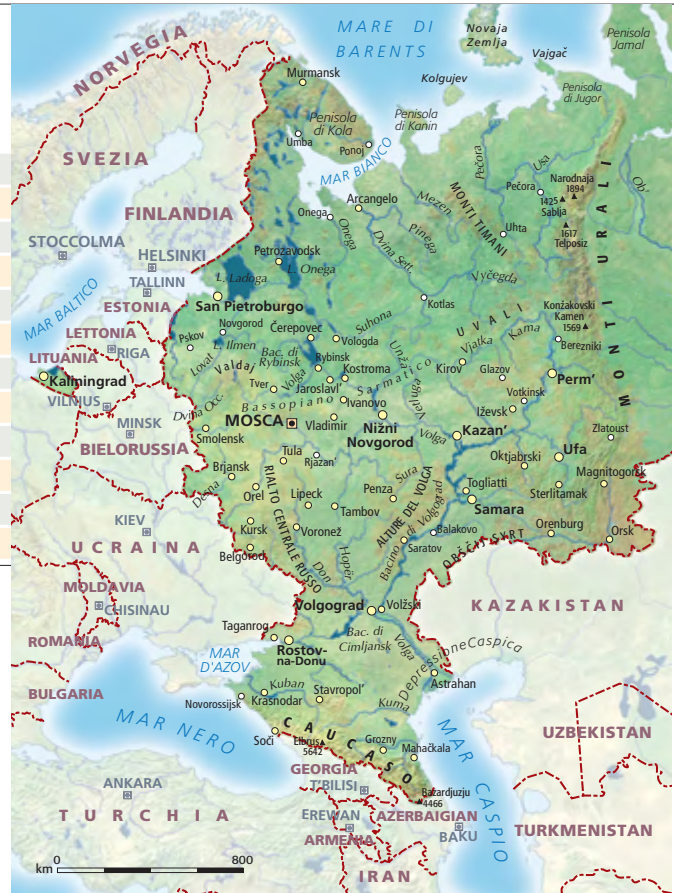 MARE DI
BARENTS
Novaja
Zemlja
Vajgač
Penisola
Jamal
NORVEGIA
Murmansk
Kolgujev
Penisola
di Jugor
Penisola
di Kola
Penisola
di Kanin
Umba
Ponoj
MAR BIANCO
SVEZIA
Pečora
Usa
Narodnaja
1894
Ob'
Pečora
1425
Sablja
Arcangelo
Mezen
MONTI TIMANI
Onega
Onega
Pinega
Dvina Sett.
Uhta
1617
Telposiz
MONTI URALI
FINLANDIA
STOCCOLMA
HELSINKI
Petrozavodsk
L. Onega
L. Ladoga
Vyčegda
TALLINN
MAR BALTICO
ESTONIA
San Pietroburgo
Kotlas
Konžakovski
Kamen
1569
UVALI
Novgorod
Čerepovec
Suhona
Kama
LETTONIA
Pskov
L. Ilmen
Vologda
Vjatka
Berezniki
RIGA
Lovat
Valdaj
Bac. di
Rybinsk
Rybinsk
Unža
LITUANIA
Kostroma
Kirov
Glazov
Perm'
Kaliningrad
Tver
Volga
Jaroslavl'
Bassopiano Sarmatico
Vetluga
Votkinsk
VILNIUS
Dvina Occ.
Ivanovo
Iževsk
MOSCA
Vladimir
Nižni
Novgorod
Volga
Kazan'
MINSK
Smolensk
Zlatoust
BIELORUSSIA
Tula
Rjazan'
Oktjabrski
Ufa
Brjansk
Sura
Togliatti
Magnitogorsk
Desna
Orel
RIALTO CENTRALE RUSSO
Lipeck
Penza
ALTURE DEL VOLGA
Sterlitamak
Tambov
Samara
KIEV
Kursk
Voronež
Bacino di Volgograd
Balakovo
Orenburg
UCRAINA
Belgorod
Saratov
OBŠČIJ SYRT
Orsk
Don
Hopër
MOLDAVIA
CHISINAU
Volgograd
Volžski
KAZAKISTAN
Taganrog
Bac. di
Cimljansk
ROMANIA
MAR
D'AZOV
Rostov-
na-Donu
Volga
Depressione Caspica
BULGARIA
Kuban
Stavropol'
Astrahan
Novorossijsk
Krasnodar
Kuma
MAR NERO
CAUCASO
MAR CASPIO
UZBEKISTAN
Soči
Elbrus
5642
Grozny
Mahačkala
GEORGIA
T'BILISI
ANKARA
Bazardjuzju
4466
TURCHIA
EREWAN
AZERBAIGIAN
TURKMENISTAN
ARMENIA
BAKU
km 0 800
IRAN